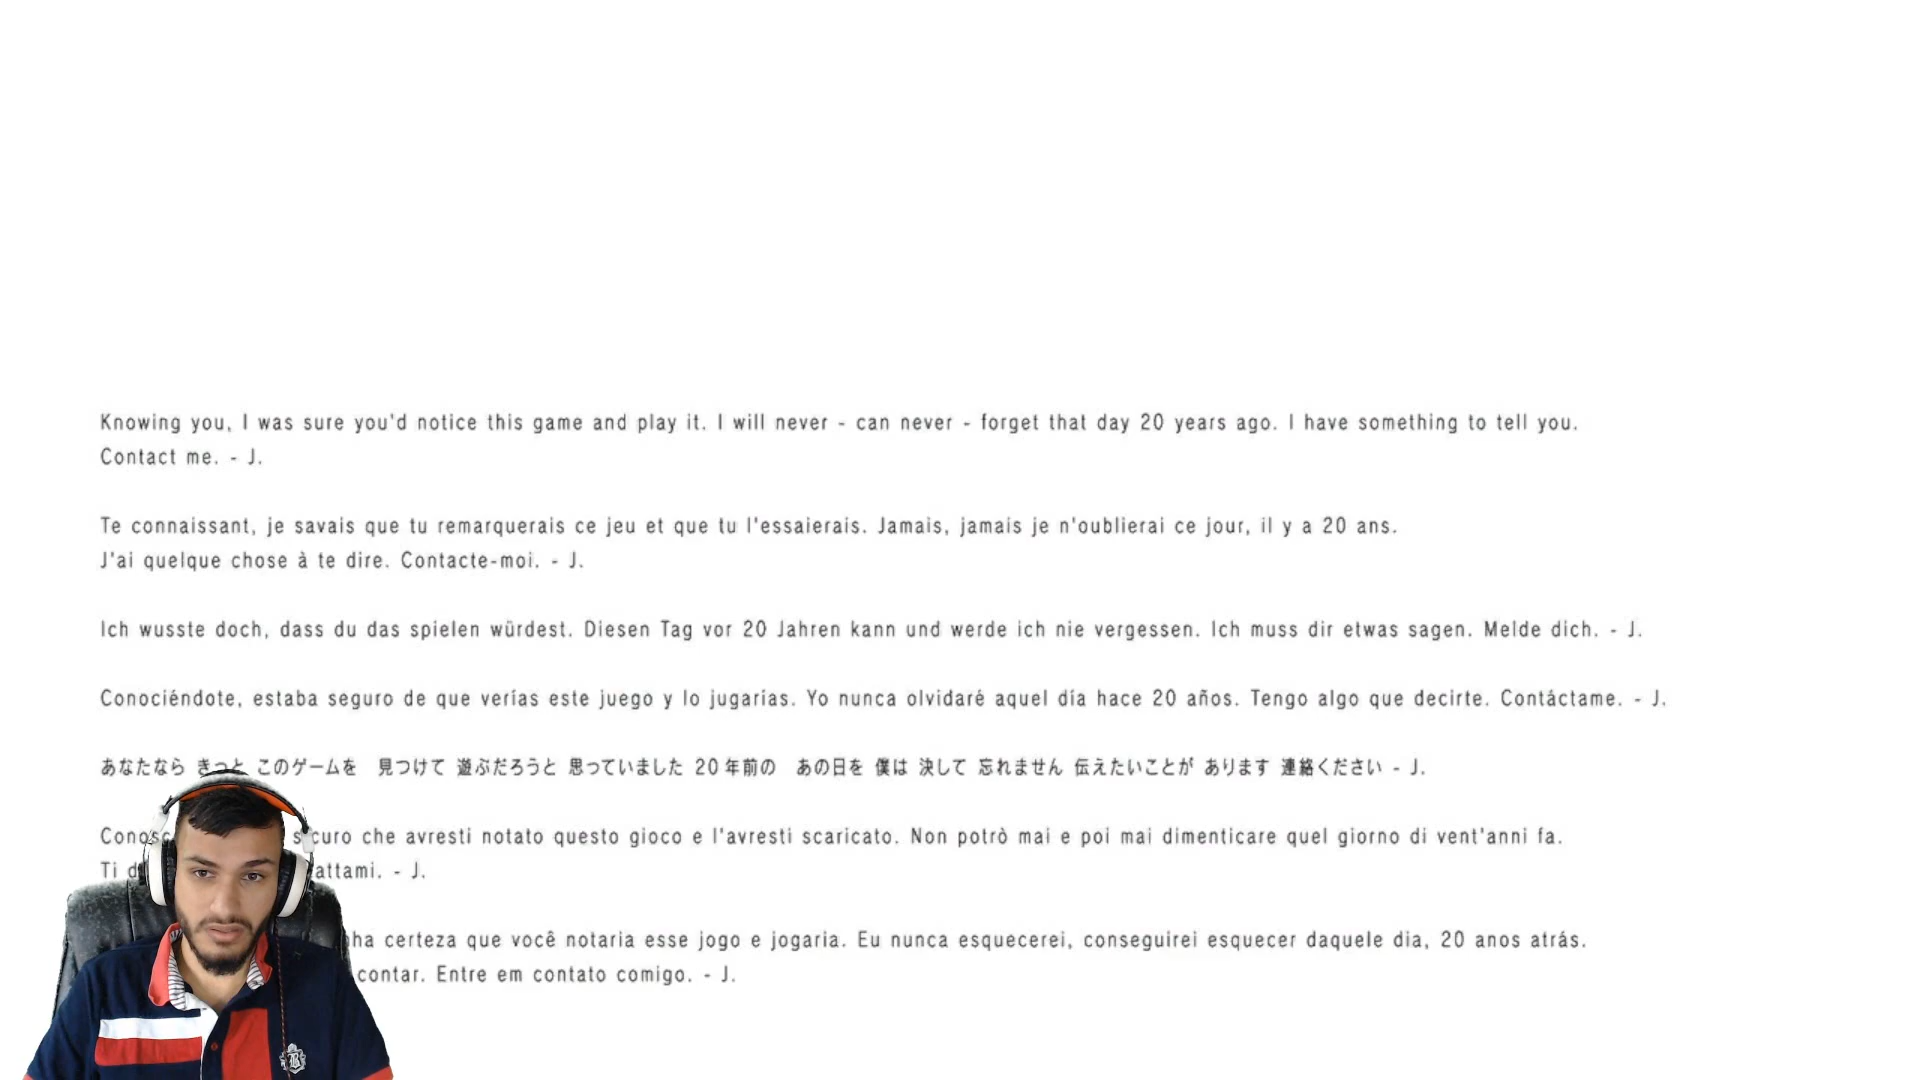 Knowing you, I was sure you'd notice this game and play it. I will never - can never - forget that day 20 years ago. I have something to tell you.
Contact me. - J.
Te connaissant, je savais que tu remarquerais ce jeu et que tu l'essaierais. Jamais, jamais je n'oublierai ce jour, il y a 20 ans.
J'ai quelque chose à te dire. Contacte-moi. - J.
Ich wusste doch, dass du das spielen würdest. Diesen Tag vor 20 Jahren kann und werde ich nie vergessen. Ich muss dir etwas sagen. Melde dich. - J.
Conociéndote, estaba seguro de que verías este juego y lo jugarías. Yo nunca olvidaré aquel día hace 20 años. Tengo algo que decirte. Contáctame. - J.
あなたなら きっと このゲームを 見つけて 遊ぶだろうと 思っていました 20年前の あの日を 僕は 決して 忘れません 伝えたいことが あります 連絡ください - J.
che avresti notato questo gioco e l'avresti scaricato. Non potrò mai e poi mai dimenticare quel giorno di vent'anni fa.
- J.
certeza que você notaria esse jogo e jogaria. Eu nunca esquecerei, conseguirei esquecer daquele dia, 20 anos atrás.
contar. Entre em contato comigo. - J.